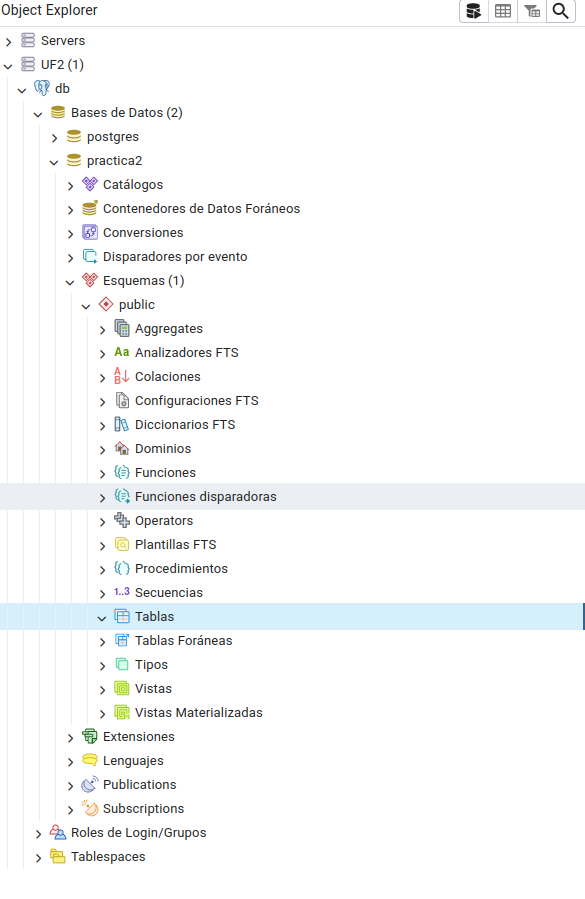 Object Explorer
Servers
UF2 (1)
db
Bases de Datos (2)
postgres
practica2
Catálogos
Contenedores de Datos Foráneos
Conversiones
Disparadores por evento
Esquemas (1)
public
Aggregates
Aa Analizadores FTS
A B Colaciones
Configuraciones FTS
Diccionarios FTS
Dominios
Funciones
Funciones disparadoras
Operators
Plantillas FTS
Procedimientos
1..3 Secuencias
Tablas
Tablas Foráneas
Tipos
Vistas
Vistas Materializadas
Extensiones
Lenguajes
Publications
Subscriptions
Roles de Login/Grupos
Tablespaces